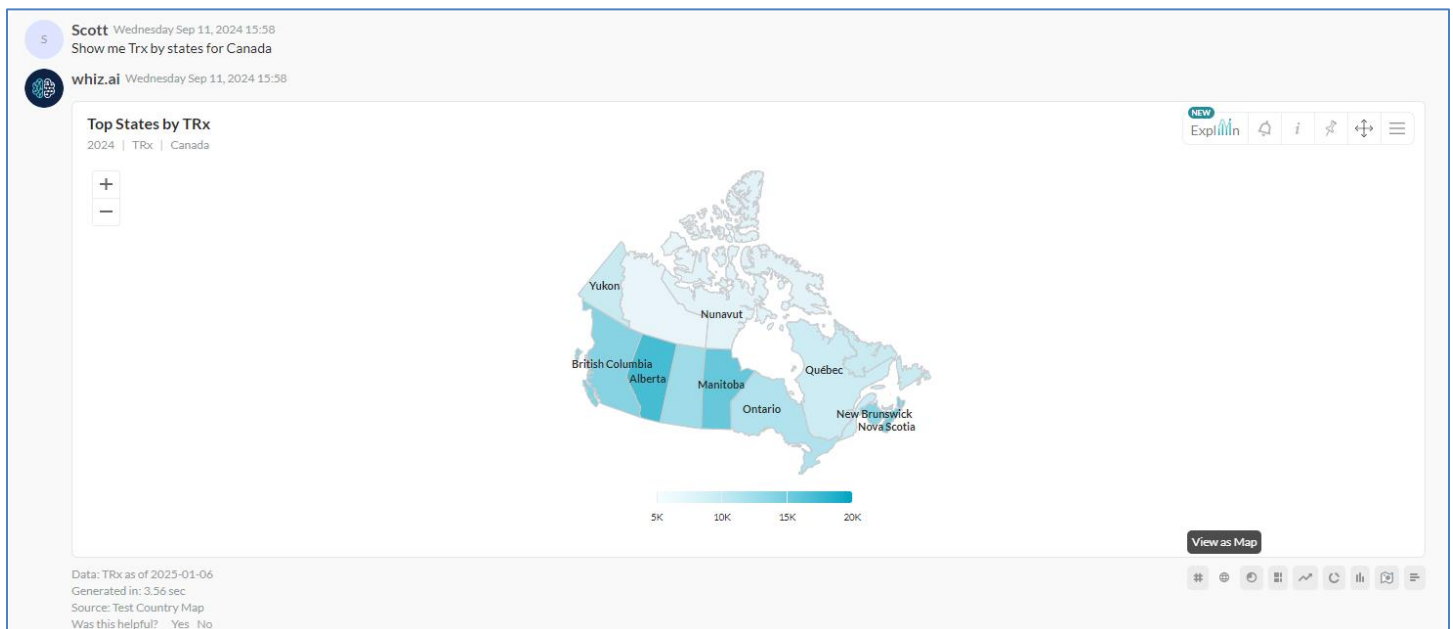 S
Scott Wednesday Sep 11, 2024 15:58
Show me Trx by states for Canada
whiz.ai Wednesday Sep 11, 2024 15:58
Top States by TRx
2024 | TRx | Canada
NEW
Explain
i
+
−
Yukon
Nunavut
British Columbia
Alberta
Manitoba
Québec
Ontario
New Brunswick
Nova Scotia
5K 10K 15K 20K
View as Map
#
Data: TRx as of 2025-01-06
Generated in: 3.56 sec
Source: Test Country Map
Was this helpful? Yes No